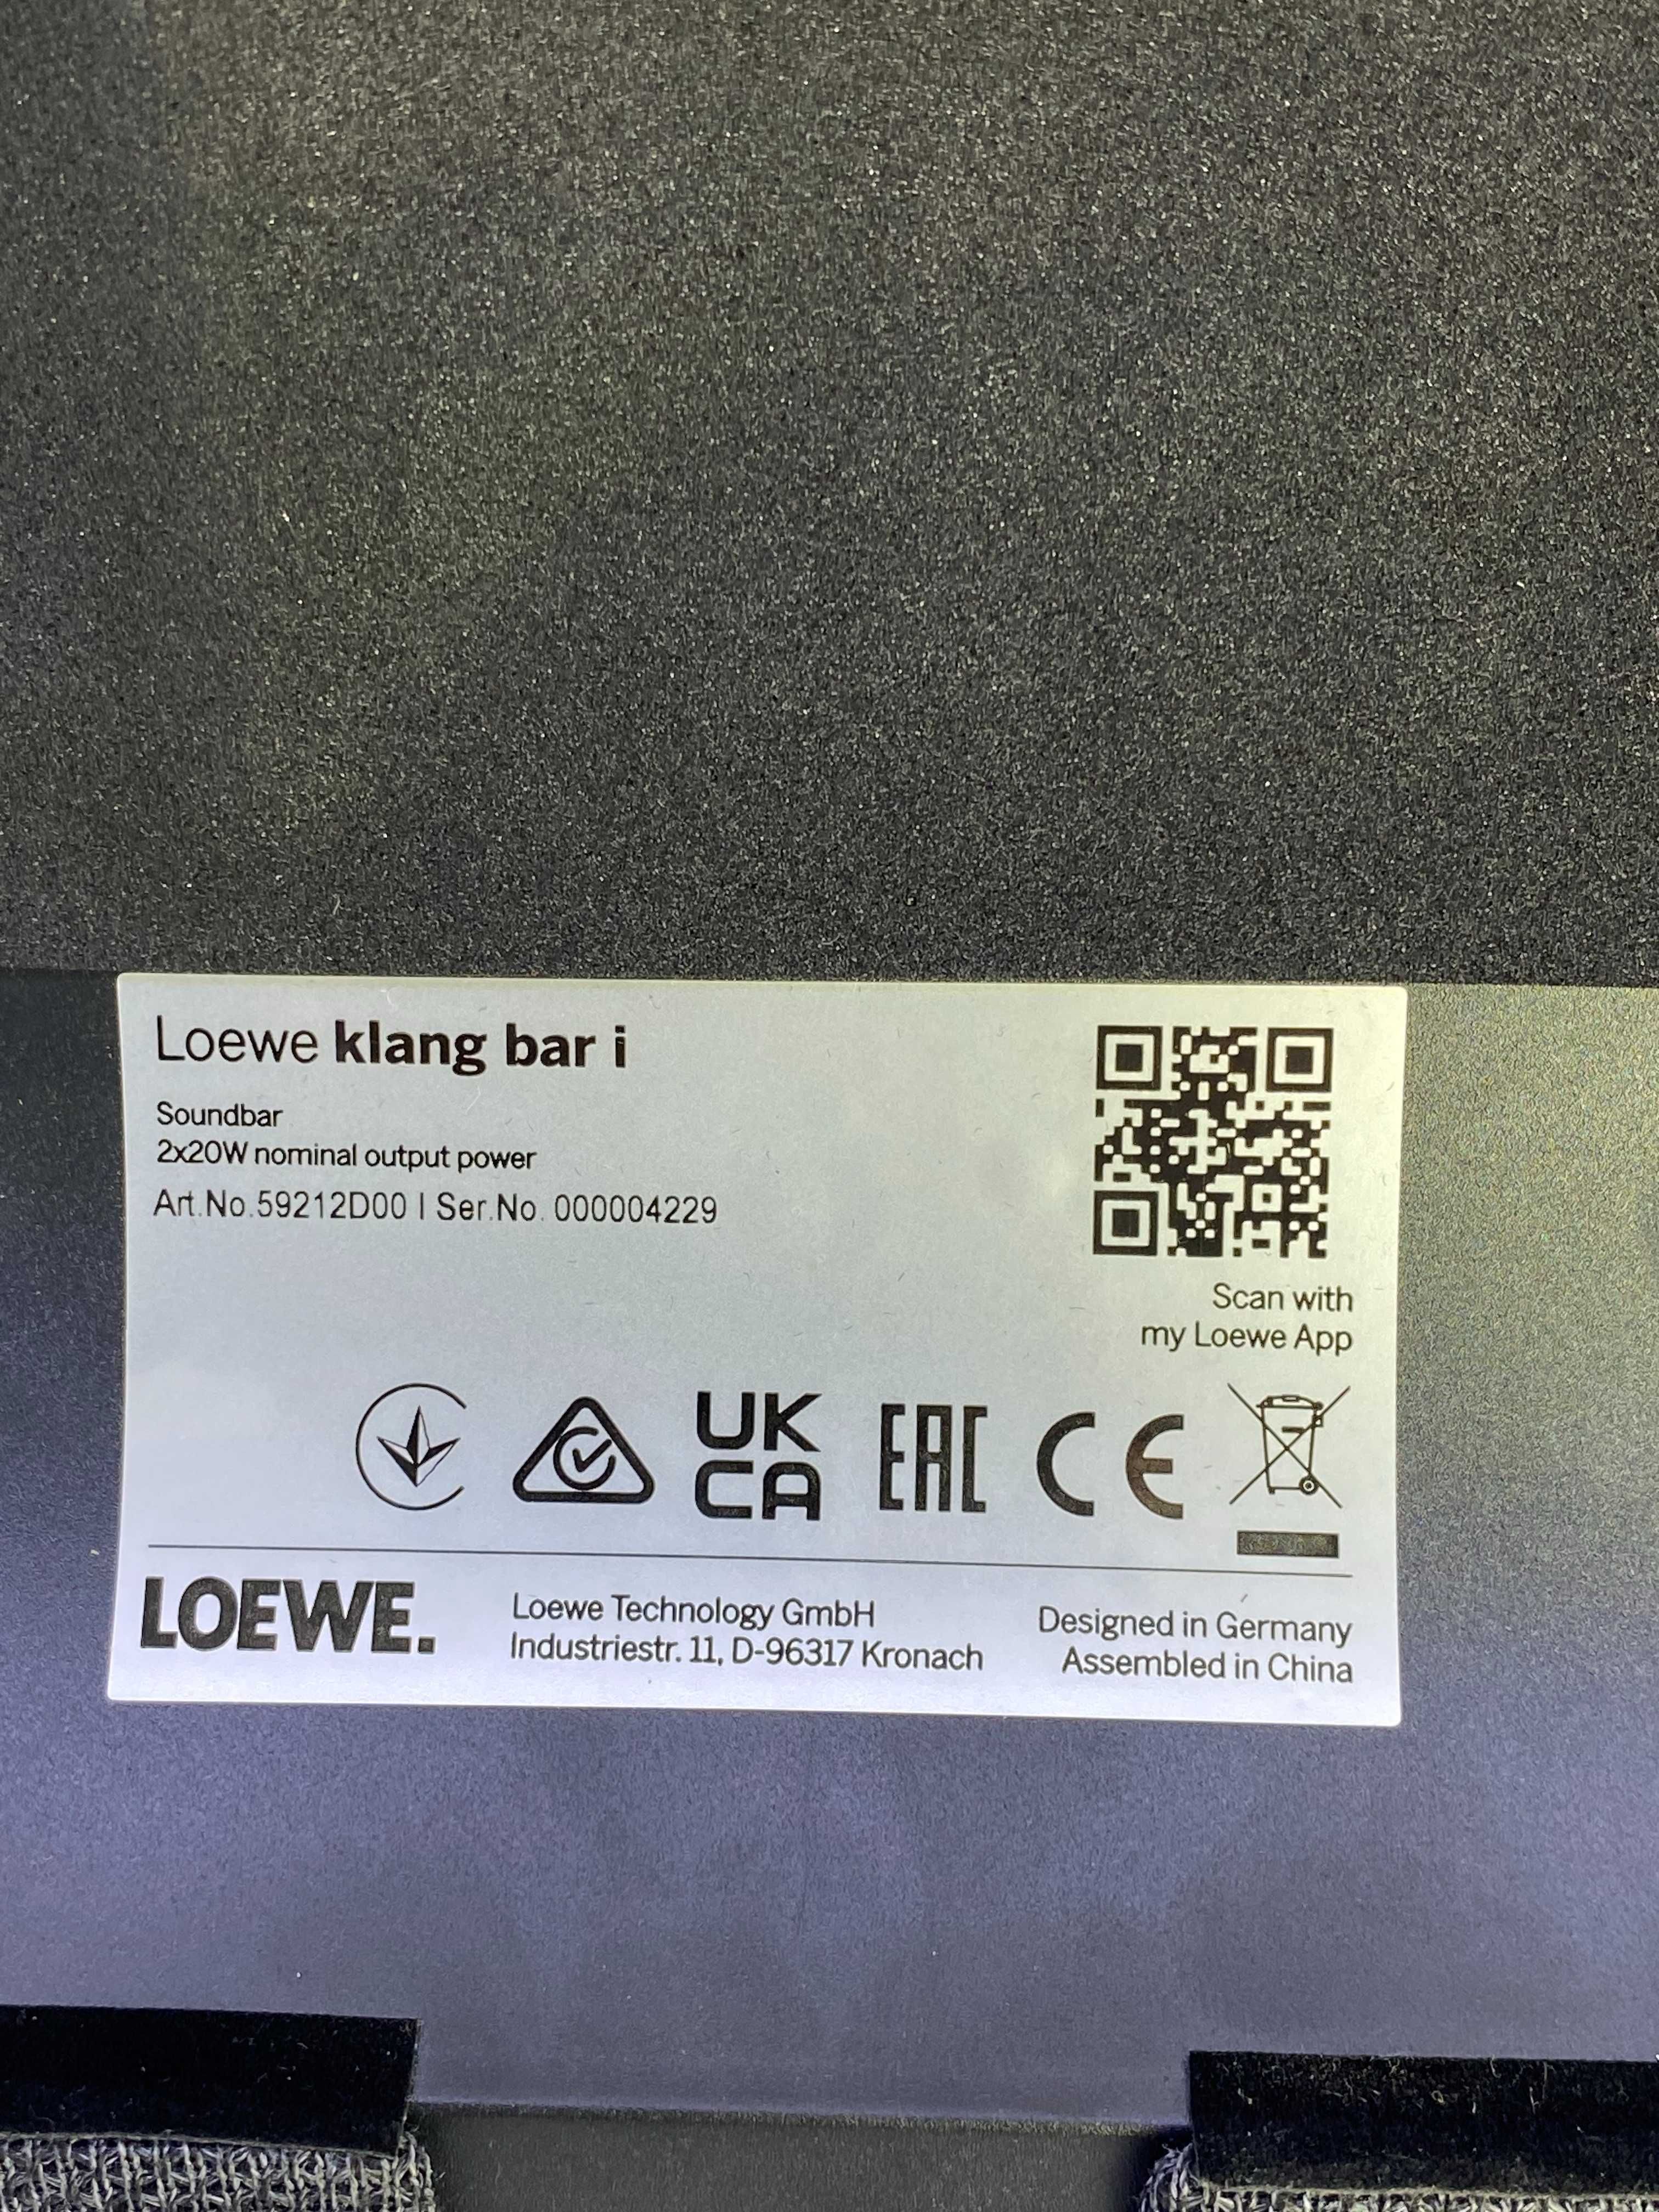 Loewe klang bar i
Soundbar
2x20W nominal output power
Art.No.59212D00 | Ser.No. 000004229
Scan with
my Loewe App
UK
CA
EAC
CE
LOEWE.
Loewe Technology GmbH
Industriestr. 11, D-96317 Kronach
Designed in Germany
Assembled in China